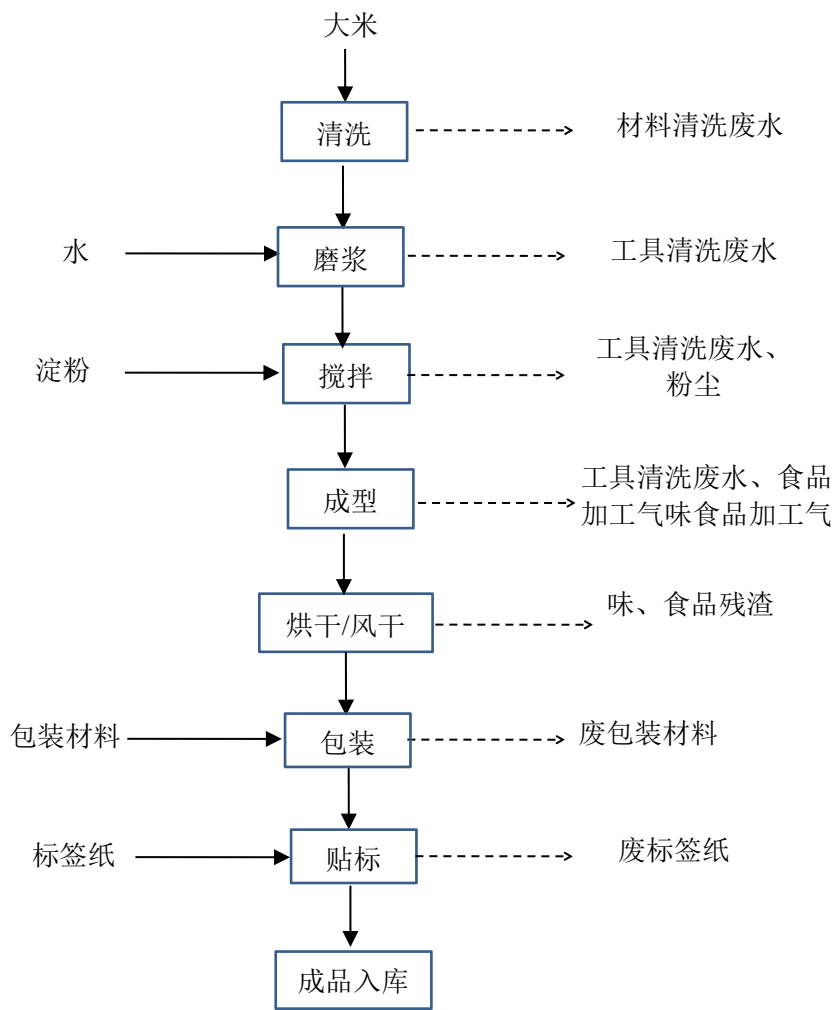 大米
清洗
材料清洗废水
水
磨浆
工具清洗废水
淀粉
搅拌
工具清洗废水、
粉尘
成型
工具清洗废水、食品
加工气味食品加工气
烘干/风干
味、食品残渣
包装材料
包装
废包装材料
标签纸
贴标
废标签纸
成品入库